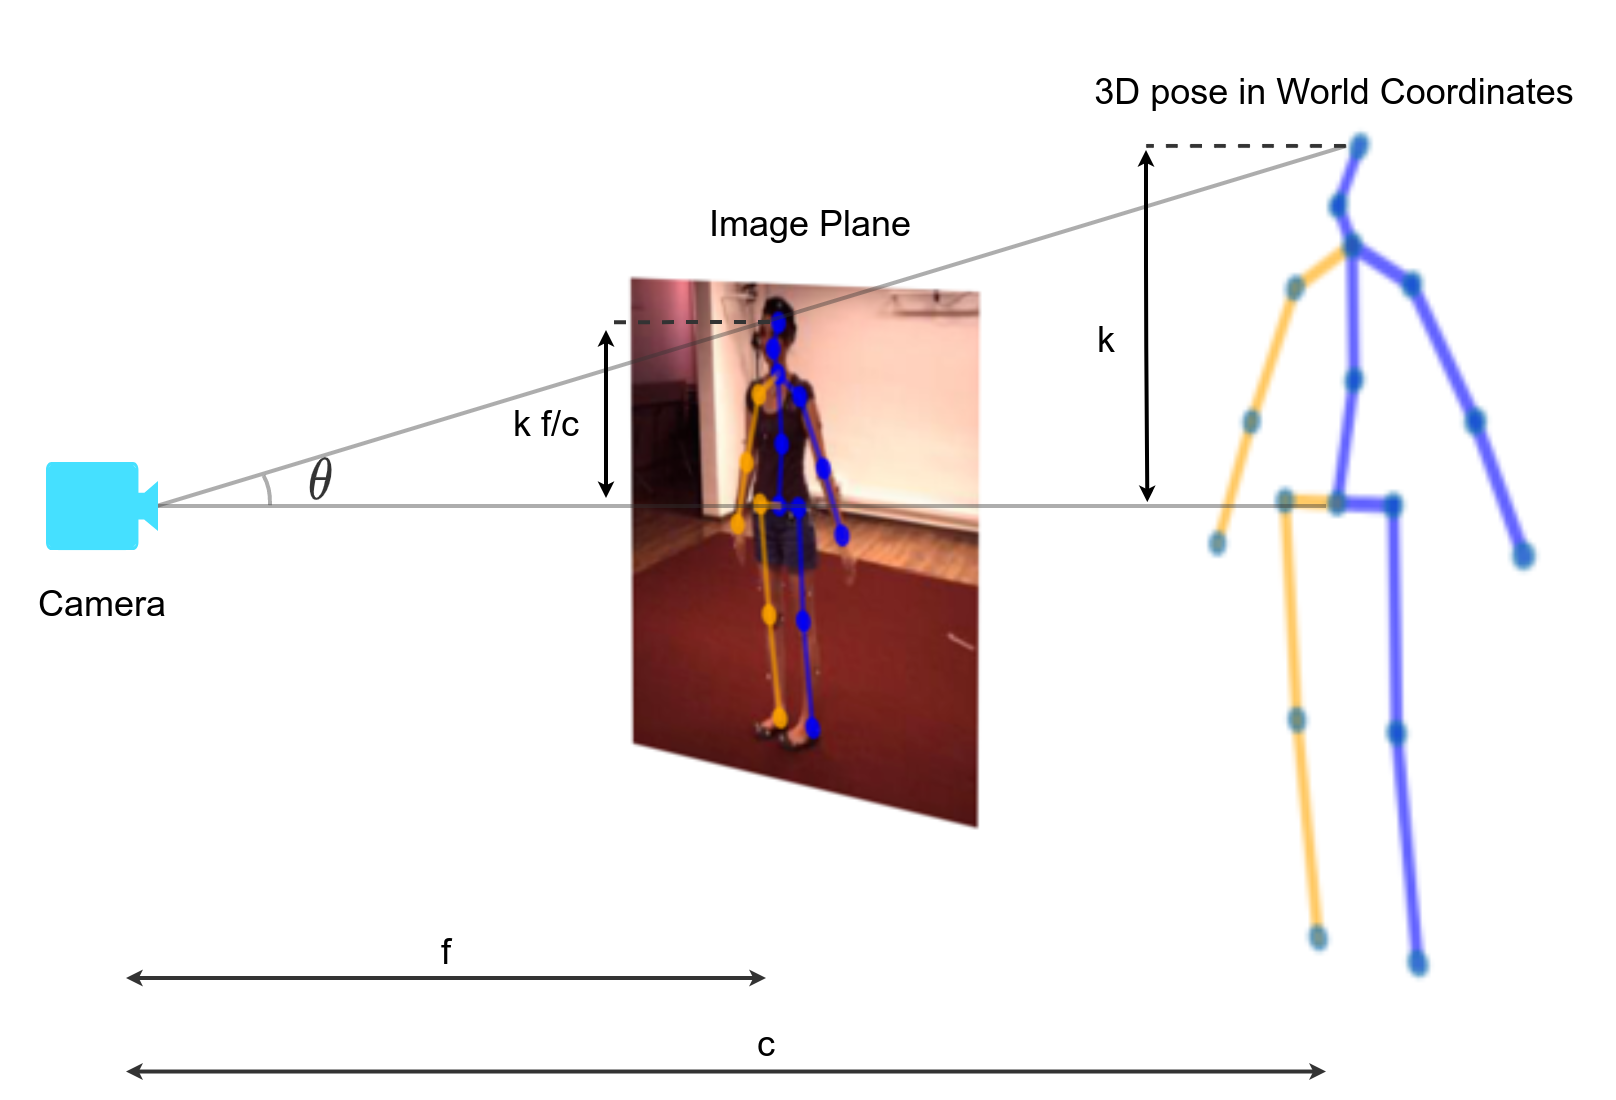 3D pose in World Coordinates
Image Plane
k
k f/c
θ
Camera
f
c